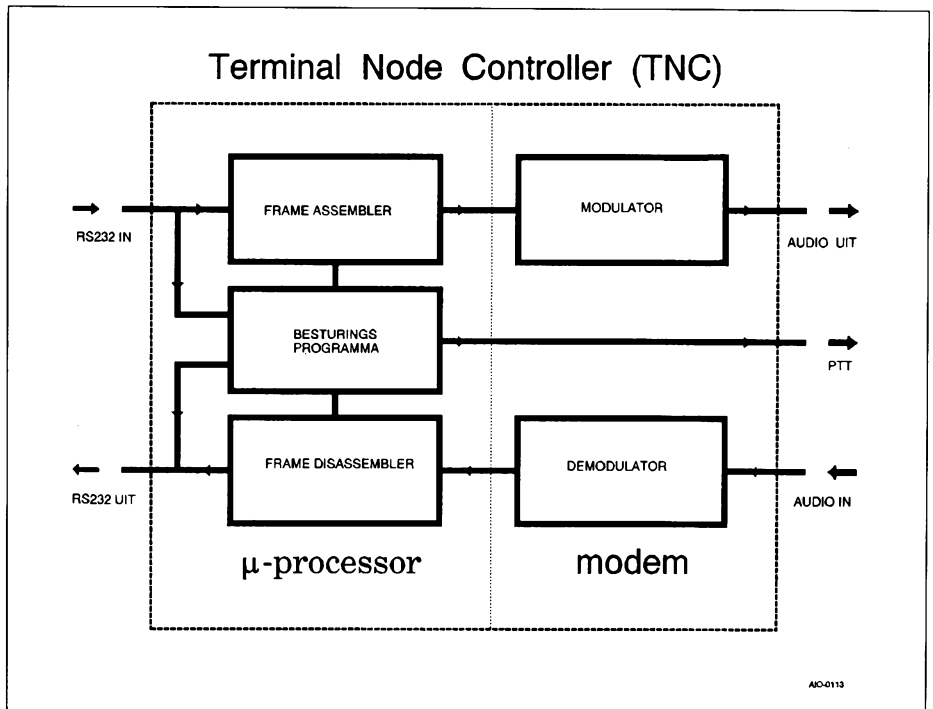 Terminal Node Controller (TNC)
FRAME ASSEMBLER
MODULATOR
RS232 IN
AUDIO UIT
BESTURINGS
PROGRAMMA
PTT
FRAME DISASSEMBLER
DEMODULATOR
RS232 UIT
AUDIO IN
μ-processor
modem
AIO-0113